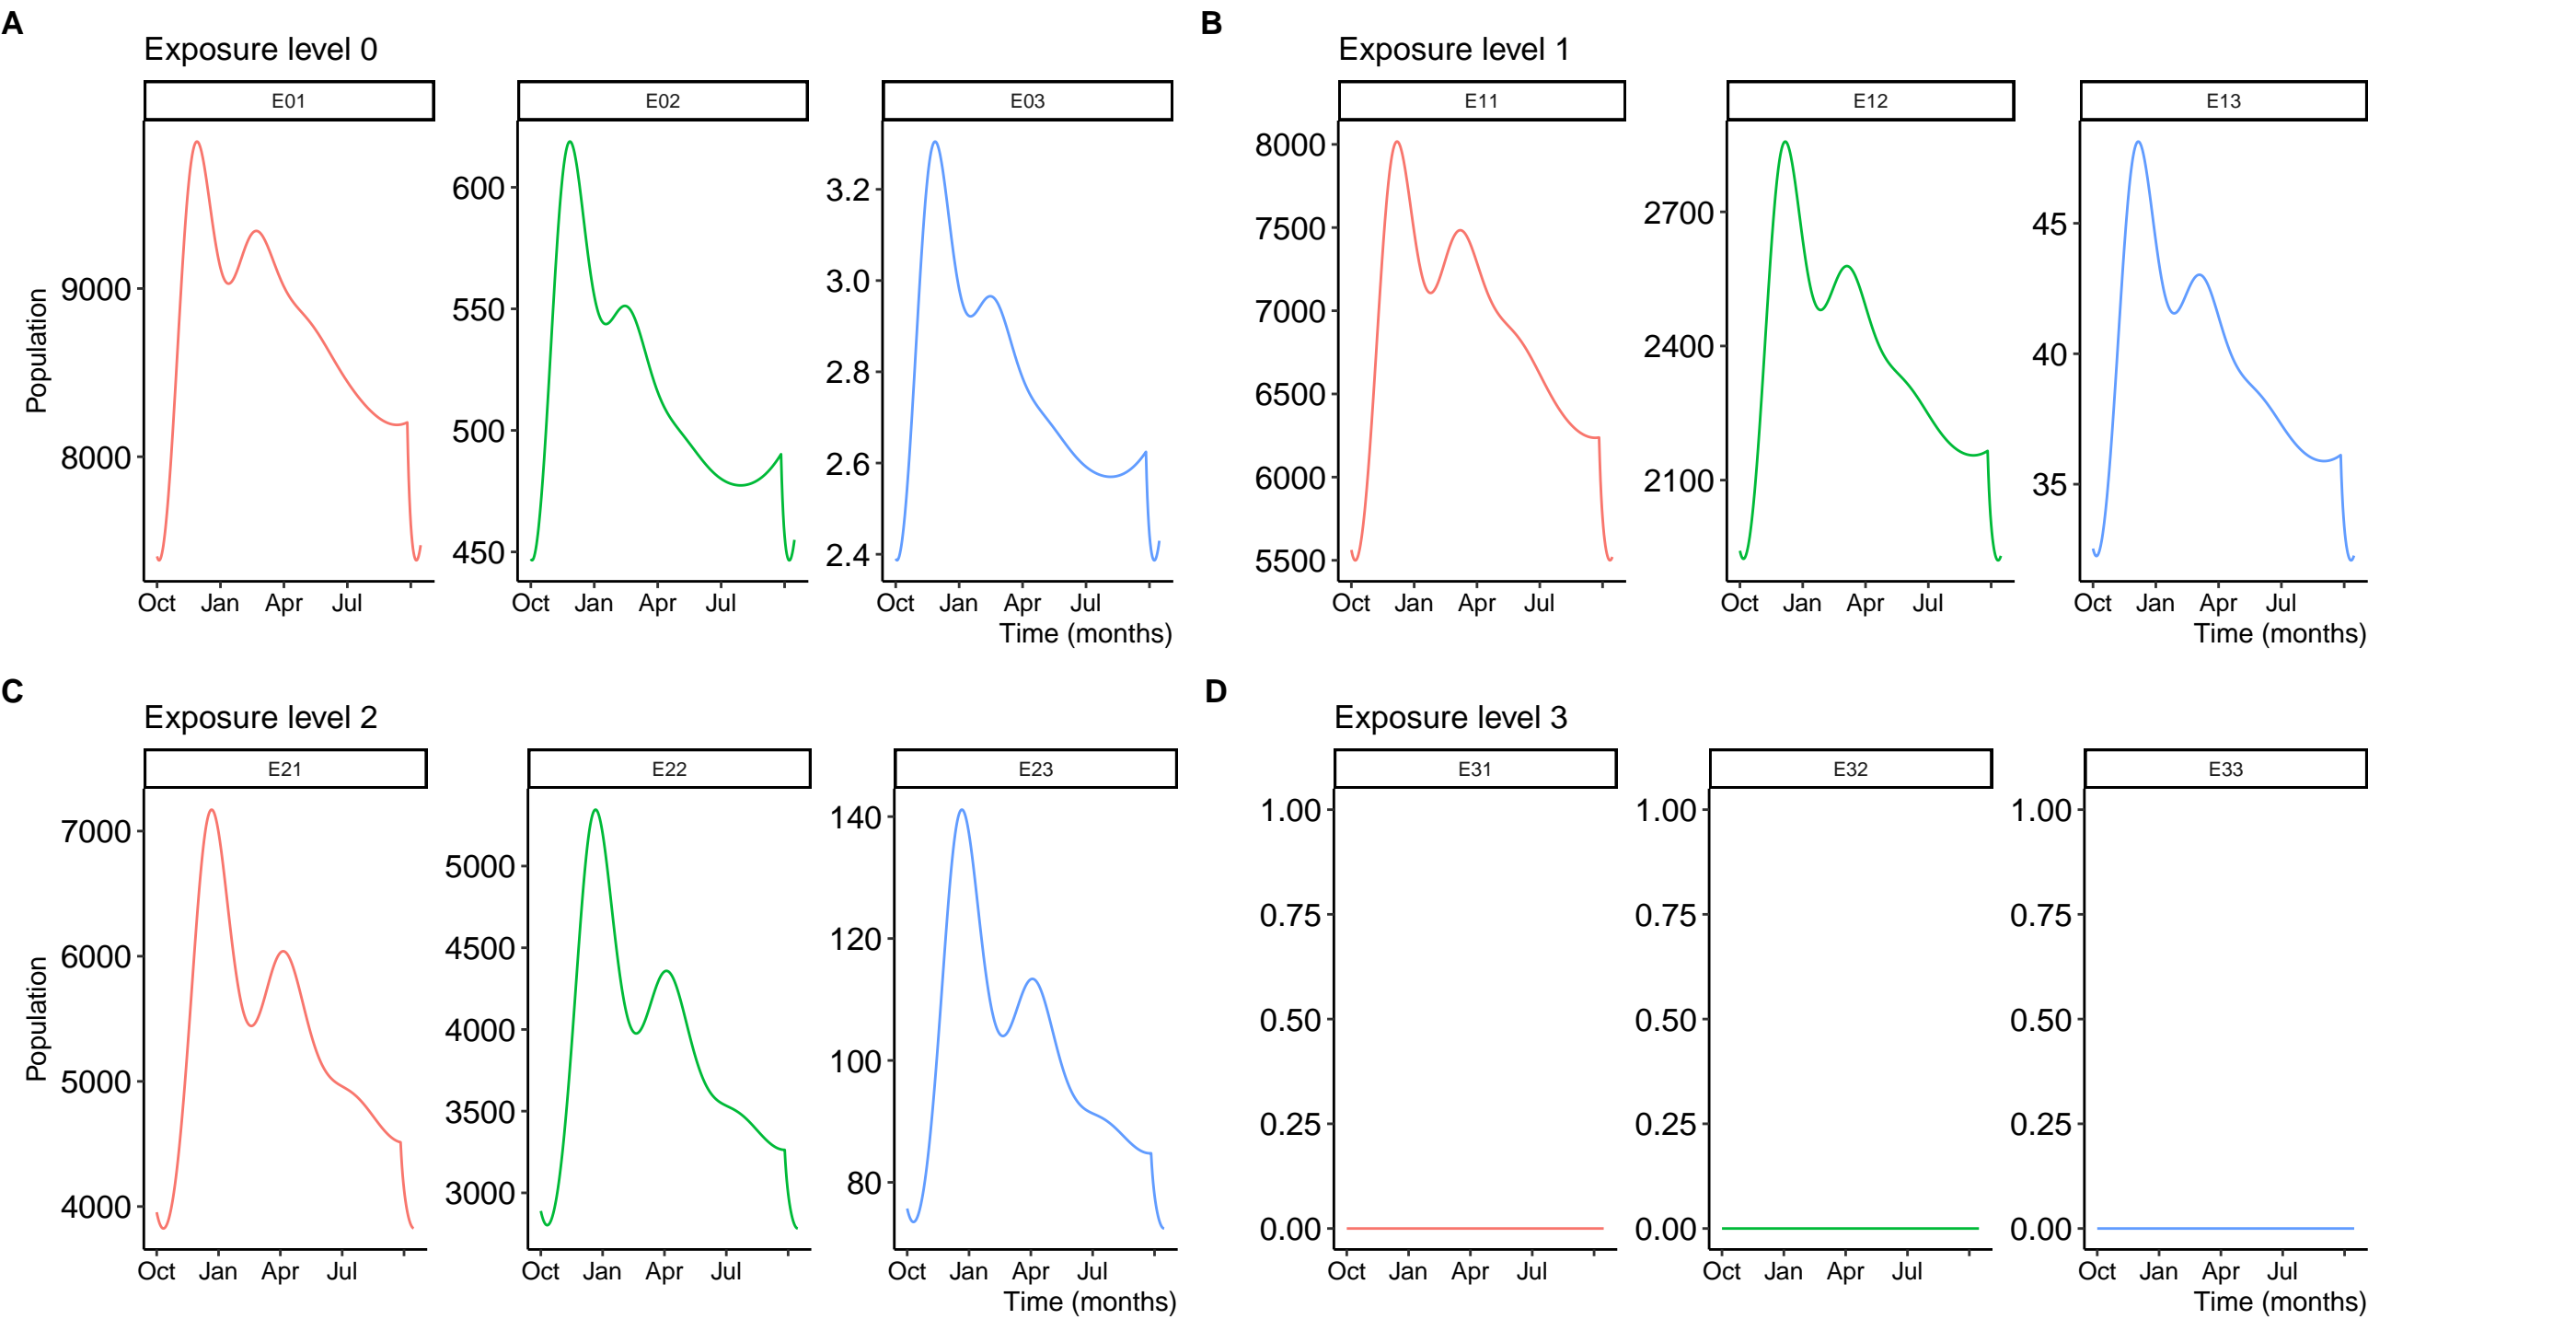 A
Exposure level 0
E01
E02
E03
Population
9000
8000
600
550
500
450
3.2
3.0
2.8
2.6
2.4
Oct Jan Apr Jul
Oct Jan Apr Jul
Oct Jan Apr Jul
Time (months)
B
Exposure level 1
E11
E12
E13
8000
7500
7000
6500
6000
5500
2700
2400
2100
45
40
35
Oct Jan Apr Jul
Oct Jan Apr Jul
Oct Jan Apr Jul
Time (months)
C
Exposure level 2
E21
E22
E23
Population
7000
6000
5000
4000
5000
4500
4000
3500
3000
140
120
100
80
Oct Jan Apr Jul
Oct Jan Apr Jul
Oct Jan Apr Jul
Time (months)
D
Exposure level 3
E31
E32
E33
1.00
0.75
0.50
0.25
0.00
1.00
0.75
0.50
0.25
0.00
1.00
0.75
0.50
0.25
0.00
Oct Jan Apr Jul
Oct Jan Apr Jul
Oct Jan Apr Jul
Time (months)